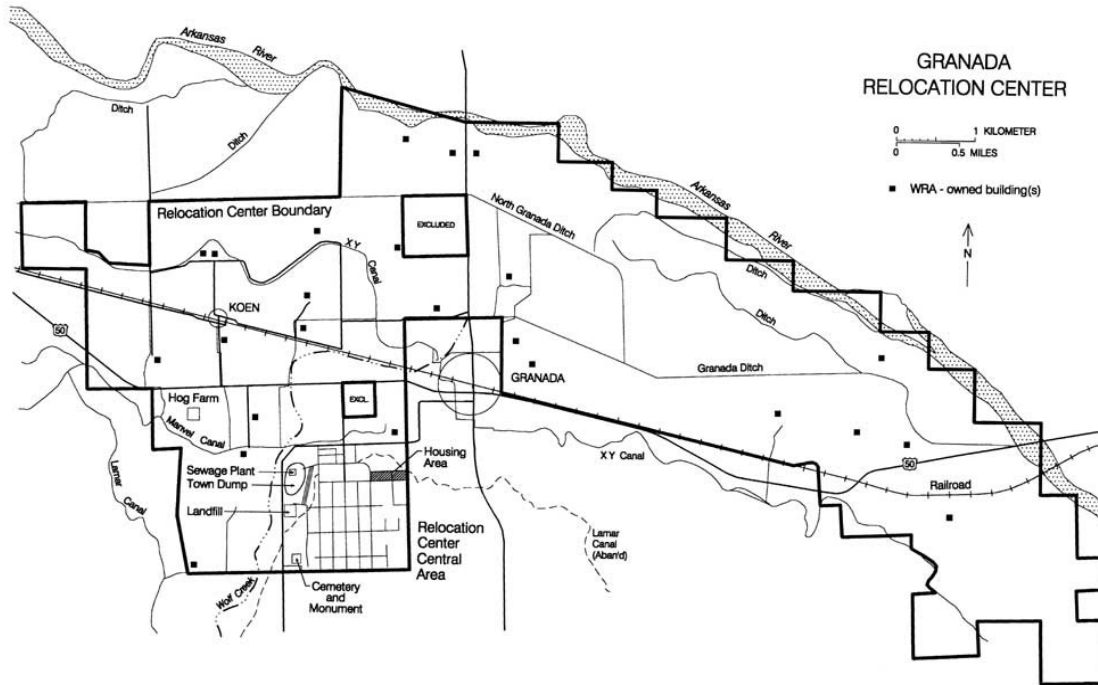 GRANADA
RELOCATION CENTER
0 1 KILOMETER
0 0.5 MILES
WRA - owned building(s)
N
Arkansas
River
Ditch
Ditch
Relocation Center Boundary
EXCLUDED
North Granada Ditch
X Y
Canal
Arkansas
River
Ditch
KOEN
50
Ditch
GRANADA
Granada Ditch
Hog Farm
EXCL.
Manvel Canal
Lamar
Canal
Sewage Plant
Town Dump
Housing
Area
X Y Canal
50
Railroad
Landfill
Relocation
Center
Central
Area
Lamar
Canal
(Aban'd)
Wolf Creek
Cemetery
and
Monument